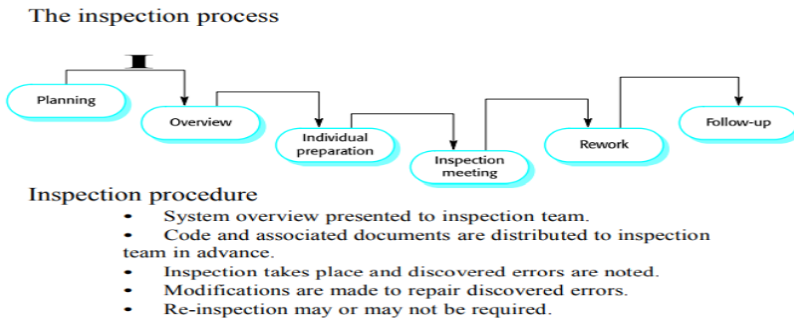 The inspection process
I
Planning
Overview
Individual
preparation
Inspection
meeting
Rework
Follow-up
Inspection procedure
• System overview presented to inspection team.
• Code and associated documents are distributed to inspection
team in advance.
• Inspection takes place and discovered errors are noted.
• Modifications are made to repair discovered errors.
• Re-inspection may or may not be required.